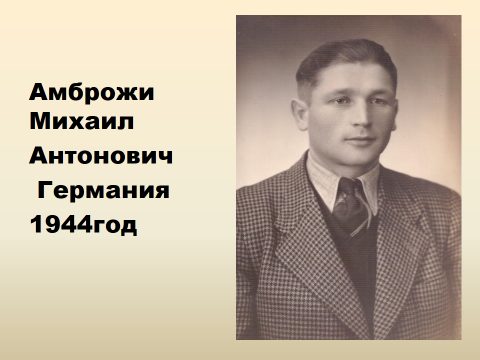 Амброжи
Михаил
Антонович
Германия
1944год